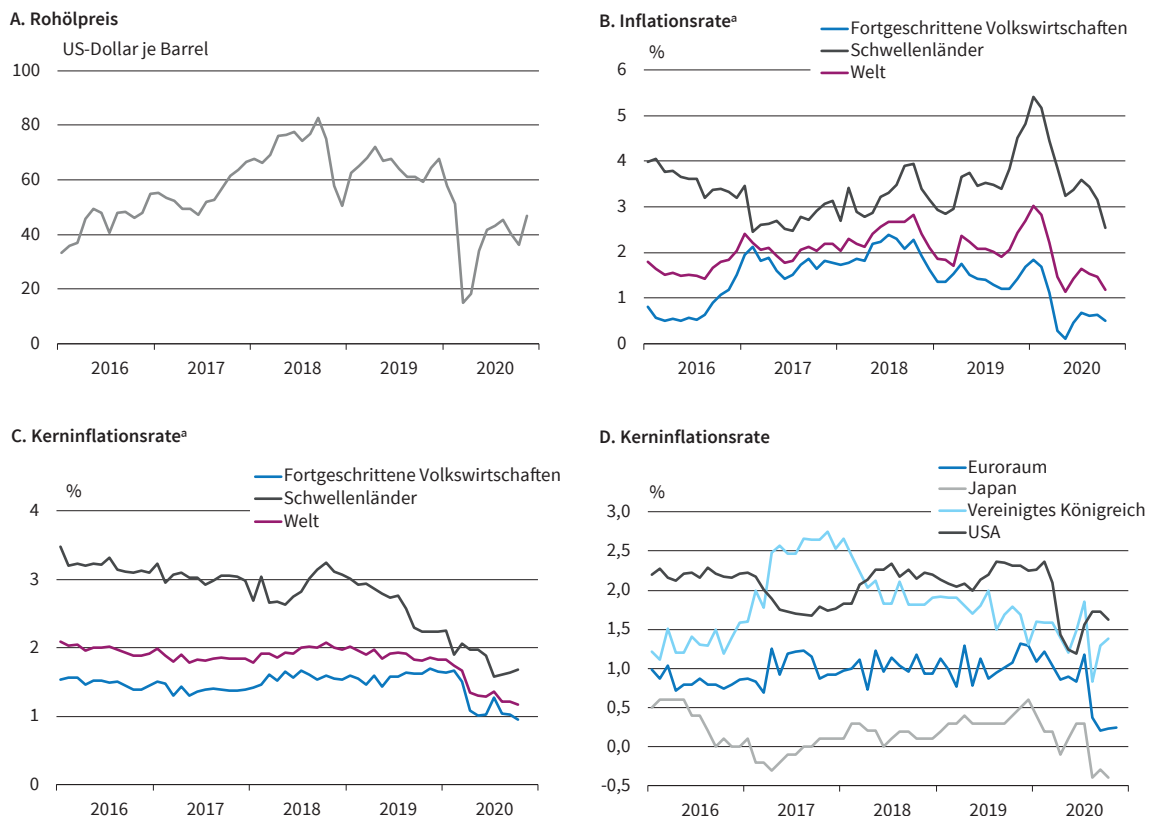 A. Rohölpreis
US-Dollar je Barrel
100
80
60
40
20
0
2016 2017 2018 2019 2020
B. Inflationsrateᵃ
%
Fortgeschrittene Volkswirtschaften
Schwellenländer
Welt
6
5
4
3
2
1
0
2016 2017 2018 2019 2020
C. Kerninflationsrateᵃ
%
Fortgeschrittene Volkswirtschaften
Schwellenländer
Welt
4
3
2
1
0
2016 2017 2018 2019 2020
D. Kerninflationsrate
%
Euroraum
Japan
Vereinigtes Königreich
USA
3,0
2,5
2,0
1,5
1,0
0,5
0,0
-0,5
2016 2017 2018 2019 2020